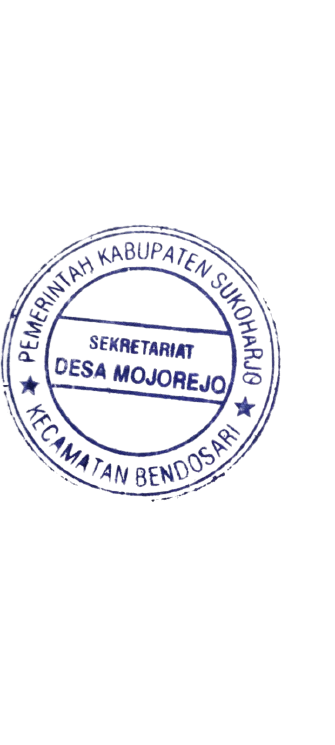 PEMERINTAH KABUPATEN SUKOHARJO
SEKRETARIAT
DESA MOJOREJO
KECAMATAN BENDOSARI